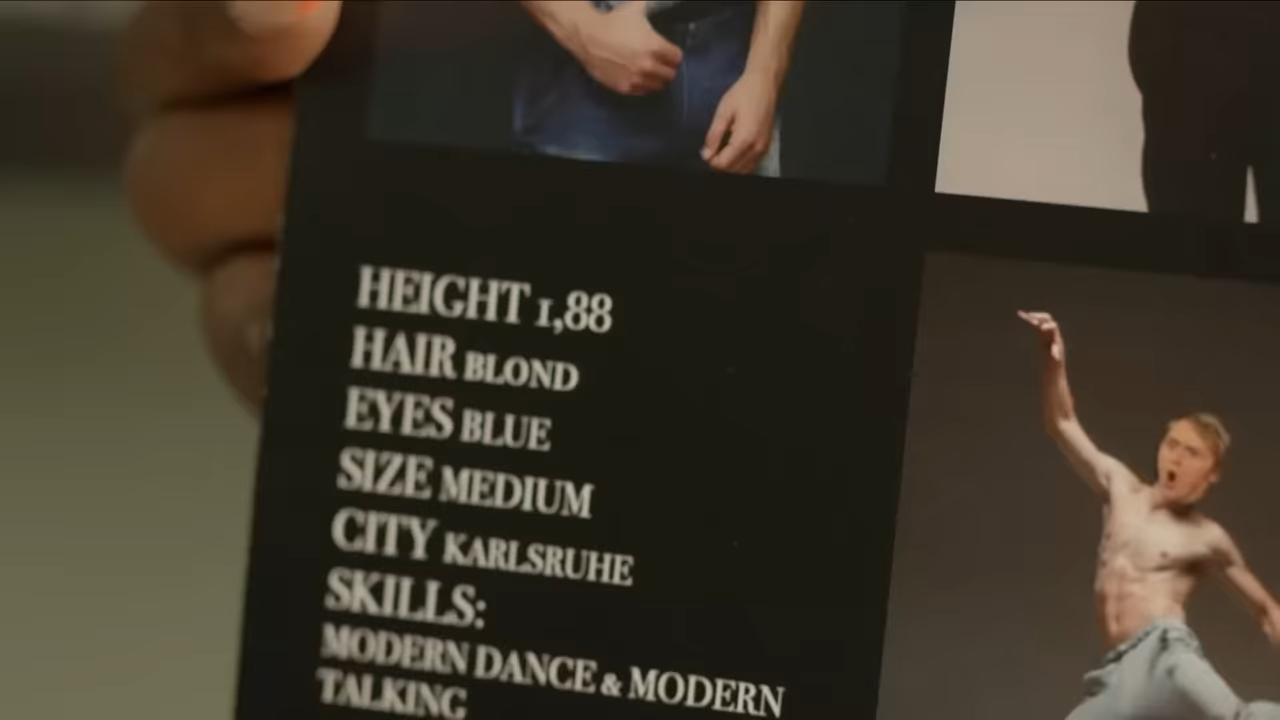 HEIGHT 1,88
HAIR BLOND
EYES BLUE
SIZE MEDIUM
CITY KARLSRUHE
SKILLS:
MODERN DANCE & MODERN
TALKING